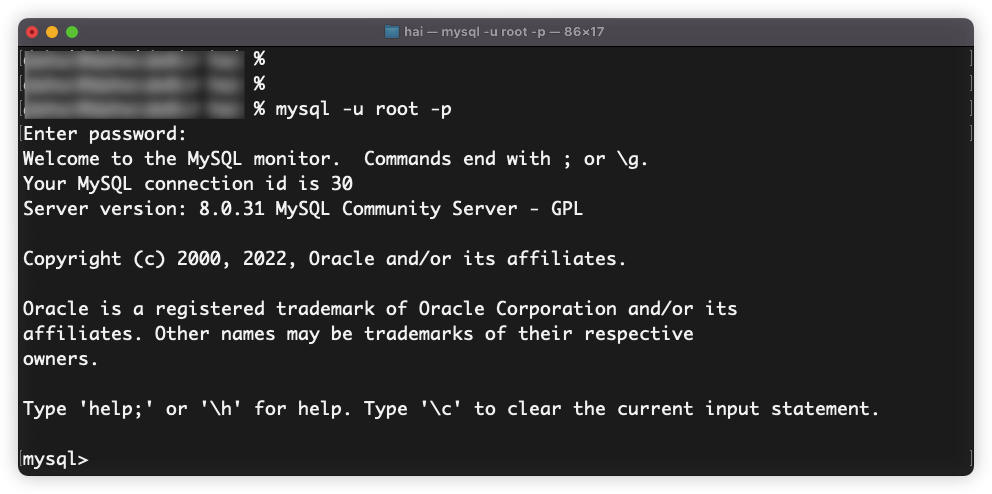 hai — mysql -u root -p — 86×17
%
%
% mysql -u root -p
Enter password:
Welcome to the MySQL monitor.  Commands end with ; or \g.
Your MySQL connection id is 30
Server version: 8.0.31 MySQL Community Server - GPL
Copyright (c) 2000, 2022, Oracle and/or its affiliates.
Oracle is a registered trademark of Oracle Corporation and/or its
affiliates. Other names may be trademarks of their respective
owners.
Type 'help;' or '\h' for help. Type '\c' to clear the current input statement.
mysql>